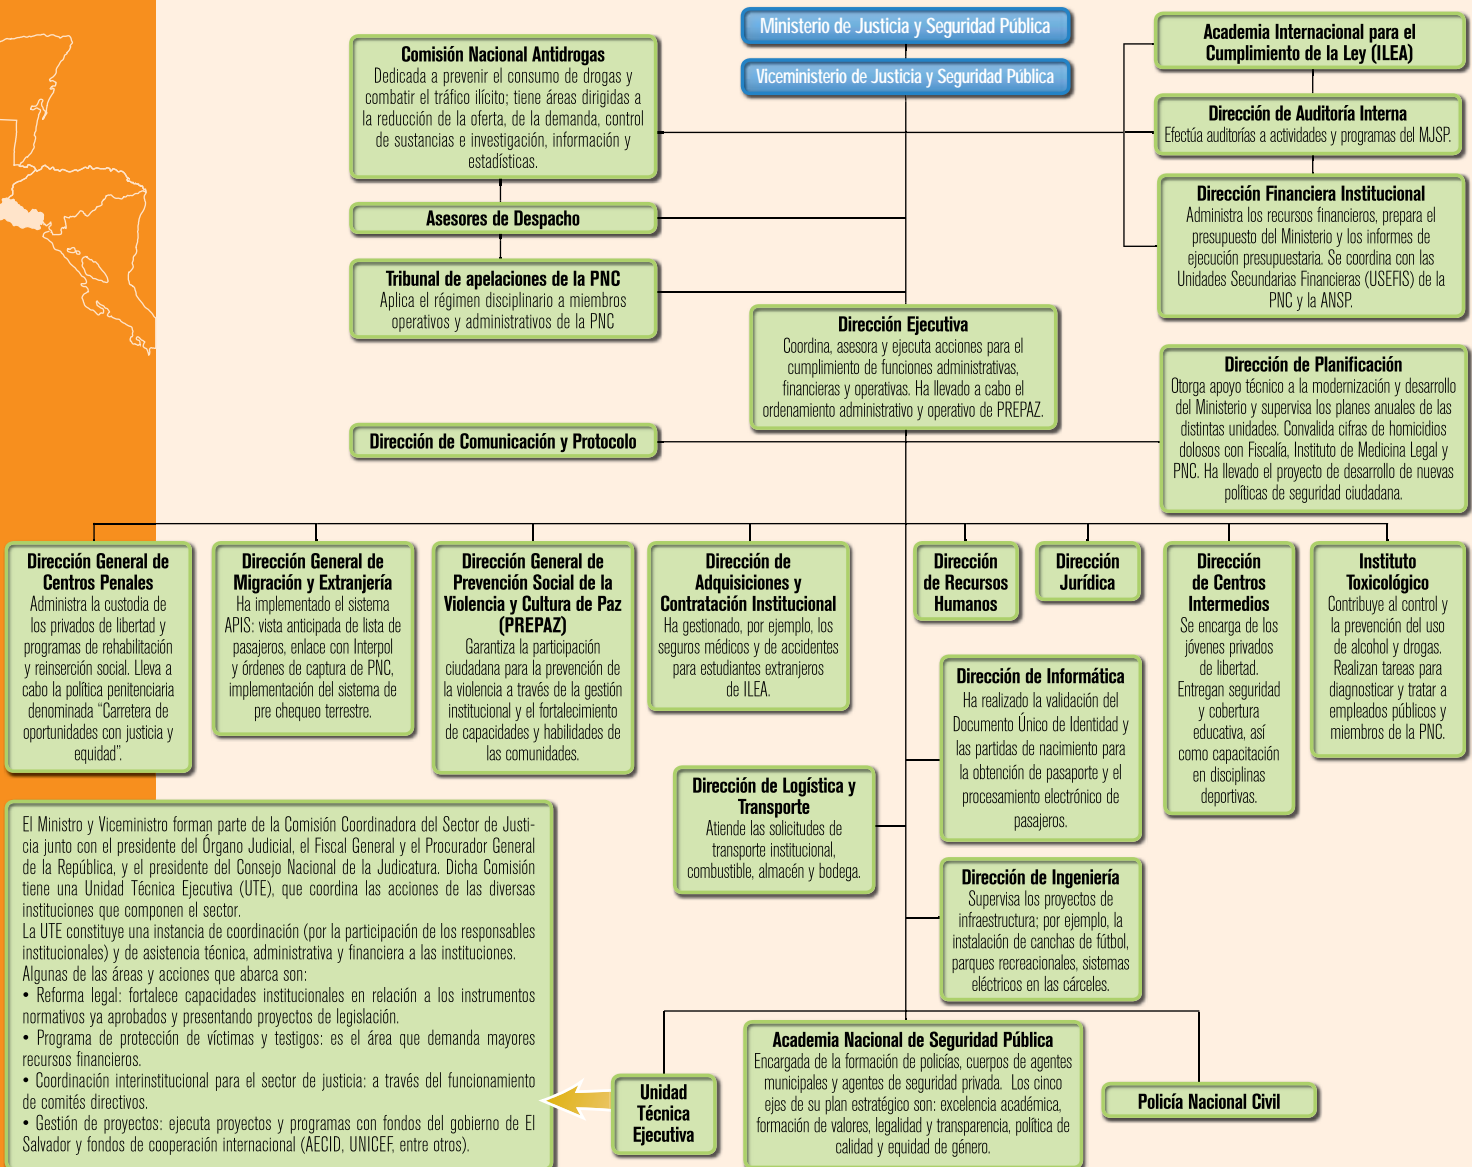 Ministerio de Justicia y Seguridad Pública
Viceministerio de Justicia y Seguridad Pública
Comisión Nacional Antidrogas
Dedicada a prevenir el consumo de drogas y
combatir el tráfico ilícito; tiene áreas dirigidas a
la reducción de la oferta, de la demanda, control
de sustancias e investigación, información y
estadísticas.
Asesores de Despacho
Tribunal de apelaciones de la PNC
Aplica el régimen disciplinario a miembros
operativos y administrativos de la PNC
Academia Internacional para el
Cumplimiento de la Ley (ILEA)
Dirección de Auditoría Interna
Efectúa auditorías a actividades y programas del MJSP.
Dirección Financiera Institucional
Administra los recursos financieros, prepara el
presupuesto del Ministerio y los informes de
ejecución presupuestaria. Se coordina con las
Unidades Secundarias Financieras (USEFIS) de la
PNC y la ANSP.
Dirección Ejecutiva
Coordina, asesora y ejecuta acciones para el
cumplimiento de funciones administrativas,
financieras y operativas. Ha llevado a cabo el
ordenamiento administrativo y operativo de PREPAZ.
Dirección de Comunicación y Protocolo
Dirección de Planificación
Otorga apoyo técnico a la modernización y desarrollo
del Ministerio y supervisa los planes anuales de las
distintas unidades. Convalida cifras de homicidios
dolosos con Fiscalía, Instituto de Medicina Legal y
PNC. Ha llevado el proyecto de desarrollo de nuevas
políticas de seguridad ciudadana.
Dirección General de
Centros Penales
Administra la custodia de
los privados de libertad y
programas de rehabilitación
y reinserción social. Lleva a
cabo la política penitenciaria
denominada “Carretera de
oportunidades con justicia y
equidad”.
Dirección General de
Migración y Extranjería
Ha implementado el sistema
APIS: vista anticipada de lista de
pasajeros, enlace con Interpol
y órdenes de captura de PNC,
implementación del sistema de
pre chequeo terrestre.
Dirección General de
Prevención Social de la
Violencia y Cultura de Paz
(PREPAZ)
Garantiza la participación
ciudadana para la prevención de
la violencia a través de la gestión
institucional y el fortalecimiento
de capacidades y habilidades de
las comunidades.
Dirección de
Adquisiciones y
Contratación Institucional
Ha gestionado, por ejemplo, los
seguros médicos y de accidentes
para estudiantes extranjeros
de ILEA.
Dirección
de Recursos
Humanos
Dirección
Jurídica
Dirección
de Centros
Intermedios
Se encarga de los
jóvenes privados
de libertad.
Entregan seguridad
y cobertura
educativa, así
como capacitación
en disciplinas
deportivas.
Instituto
Toxicológico
Contribuye al control y
la prevención del uso
de alcohol y drogas.
Realizan tareas para
diagnosticar y tratar a
empleados públicos y
miembros de la PNC.
Dirección de Informática
Ha realizado la validación del
Documento Único de Identidad y
las partidas de nacimiento para
la obtención de pasaporte y el
procesamiento electrónico de
pasajeros.
Dirección de Logística y
Transporte
Atiende las solicitudes de
transporte institucional,
combustible, almacén y bodega.
Dirección de Ingeniería
Supervisa los proyectos de
infraestructura; por ejemplo, la
instalación de canchas de fútbol,
parques recreacionales, sistemas
eléctricos en las cárceles.
El Ministro y Viceministro forman parte de la Comisión Coordinadora del Sector de Justi-
cia junto con el presidente del Órgano Judicial, el Fiscal General y el Procurador General
de la República, y el presidente del Consejo Nacional de la Judicatura. Dicha Comisión
tiene una Unidad Técnica Ejecutiva (UTE), que coordina las acciones de las diversas
instituciones que componen el sector.
La UTE constituye una instancia de coordinación (por la participación de los responsables
institucionales) y de asistencia técnica, administrativa y financiera a las instituciones.
Algunas de las áreas y acciones que abarca son:
• Reforma legal: fortalece capacidades institucionales en relación a los instrumentos
normativos ya aprobados y presentando proyectos de legislación.
• Programa de protección de víctimas y testigos: es el área que demanda mayores
recursos financieros.
• Coordinación interinstitucional para el sector de justicia: a través del funcionamiento
de comités directivos.
• Gestión de proyectos: ejecuta proyectos y programas con fondos del gobierno de El
Salvador y fondos de cooperación internacional (AECID, UNICEF, entre otros).
Unidad
Técnica
Ejecutiva
Academia Nacional de Seguridad Pública
Encargada de la formación de policías, cuerpos de agentes
municipales y agentes de seguridad privada. Los cinco
ejes de su plan estratégico son: excelencia académica,
formación de valores, legalidad y transparencia, política de
calidad y equidad de género.
Policía Nacional Civil